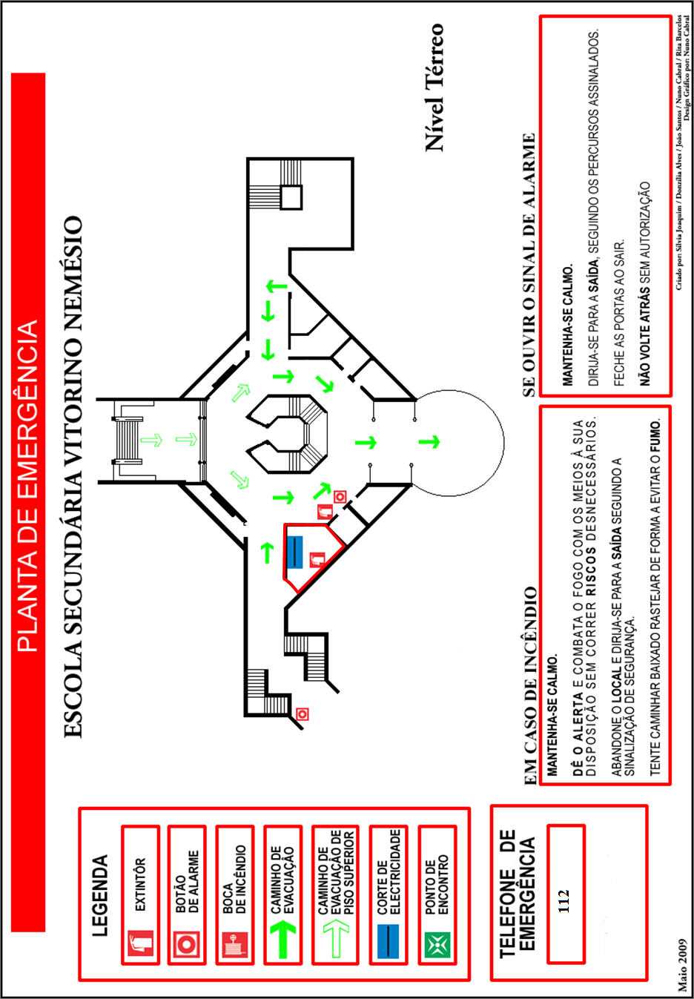 PLANTA DE EMERGÊNCIA
ESCOLA SECUNDÁRIA VITORINO NEMÉSIO
Nível Térreo
LEGENDA
EXTINTÔR
BOTÃO
DE ALARME
BOCA
DE INCÊNDIO
CAMINHO DE
EVACUAÇÃO
CAMINHO DE
EVACUAÇÃO DE
PISO SUPERIOR
CORTE DE
ELECTRICIDADE
PONTO DE
ENCONTRO
TELEFONE DE
EMERGÊNCIA
112
EM CASO DE INCÊNDIO
MANTENHA-SE CALMO.
DÊ O ALERTA E COMBATA O FOGO COM OS MEIOS À SUA
DISPOSIÇÃO SEM CORRER RISCOS DESNECESSÁRIOS.
ABANDONE O LOCAL E DIRIJA-SE PARA A SAÍDA SEGUINDO A
SINALIZAÇÃO DE SEGURANÇA.
TENTE CAMINHAR BAIXADO RASTEJAR DE FORMA A EVITAR O FUMO.
SE OUVIR O SINAL DE ALARME
MANTENHA-SE CALMO.
DIRIJA-SE PARA A SAÍDA, SEGUINDO OS PERCURSOS ASSINALADOS.
FECHE AS PORTAS AO SAIR.
NÃO VOLTE ATRÁS SEM AUTORIZAÇÃO
Maio 2009
Criado por: Sílvia Joaquim / Donzília Alves / João Santos / Nuno Cabral / Rita Barcelos
Design Gráfico por: Nuno Cabral